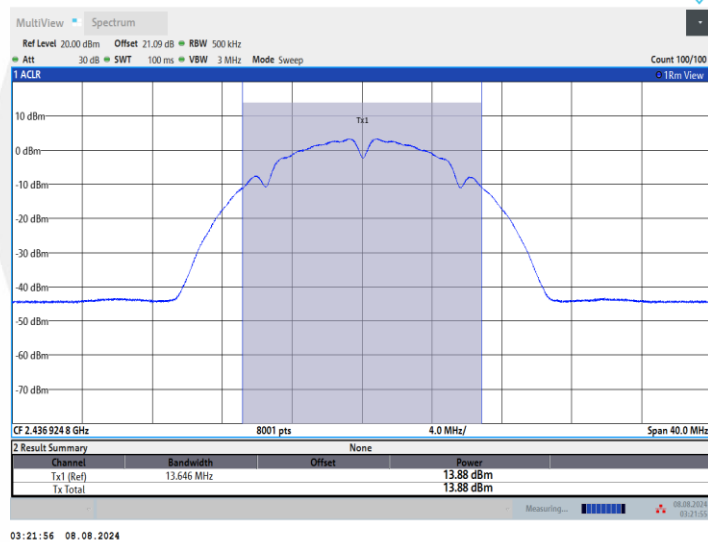 MultiView Spectrum
Ref Level 20.00 dBm Offset 21.09 dB RBW 500 kHz
Att 30 dB SWT 100 ms VBW 3 MHz Mode Sweep Count 100/100
1 ACLR 1Rm View
Tx1
10 dBm
0 dBm
-10 dBm
-20 dBm
-30 dBm
-40 dBm
-50 dBm
-60 dBm
-70 dBm
CF 2.436 924 8 GHz 8001 pts 4.0 MHz/ Span 40.0 MHz
2 Result Summary None
Channel Bandwidth Offset Power
Tx1 (Ref) 13.646 MHz 13.88 dBm
Tx Total 13.88 dBm
Measuring... 08.08.2024
03:21:55
03:21:56 08.08.2024